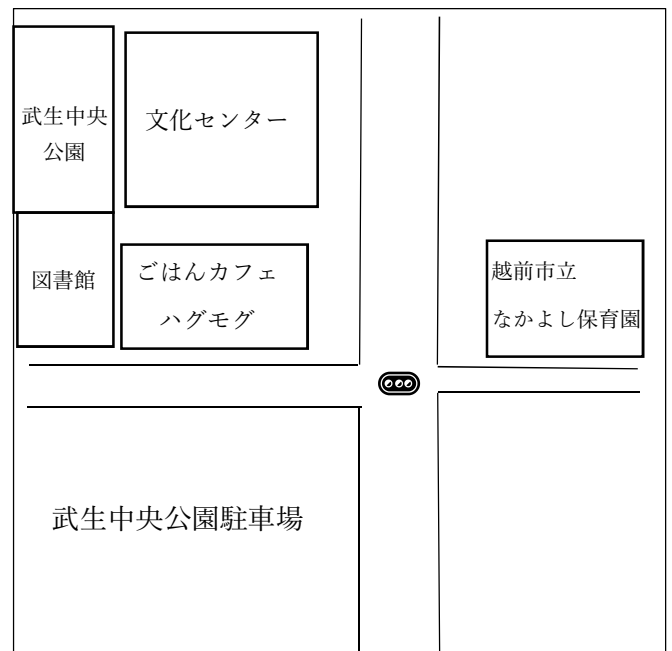 武生中央
公園
文化センター
図書館
ごはんカフェ
ハグモグ
越前市立
なかよし保育園
武生中央公園駐車場